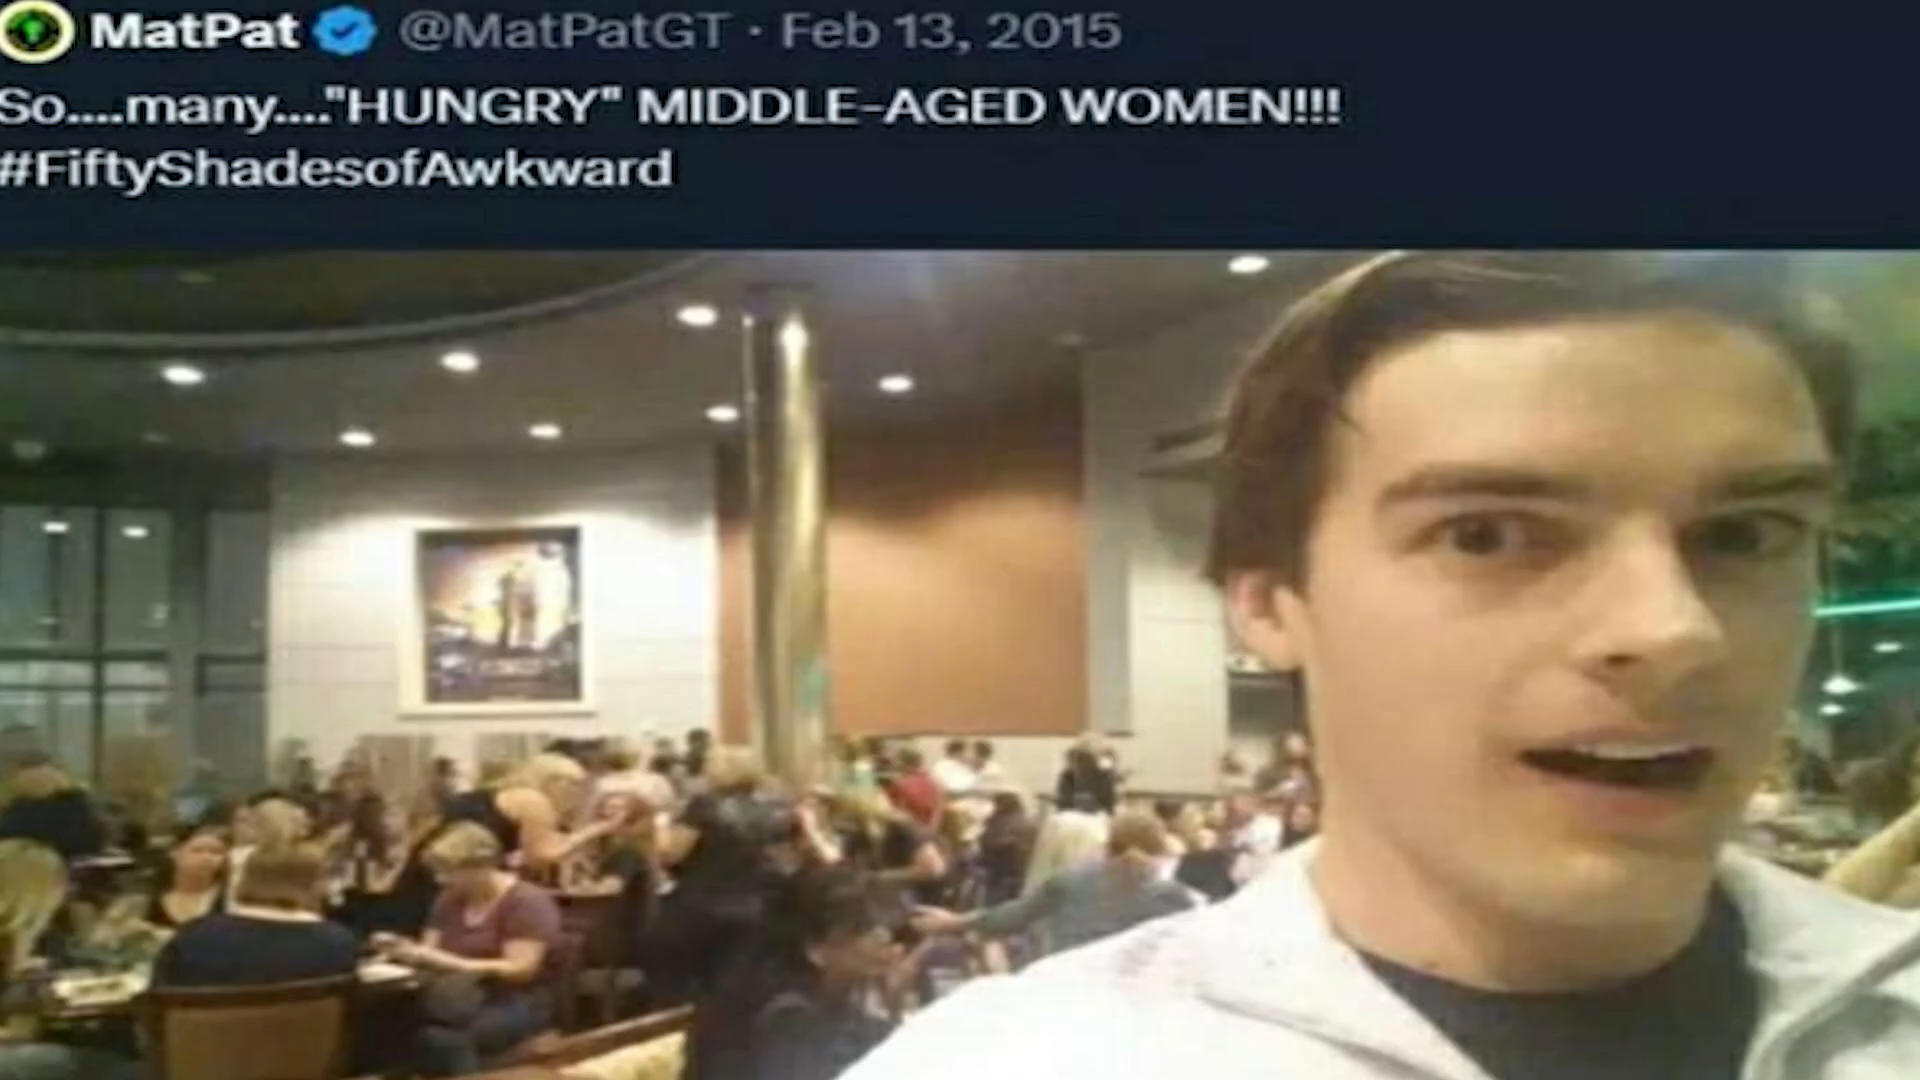 MatPat @MatPatGT · Feb 13, 2015
So....many...."HUNGRY" MIDDLE-AGED WOMEN!!!
#FiftyShadesofAwkward